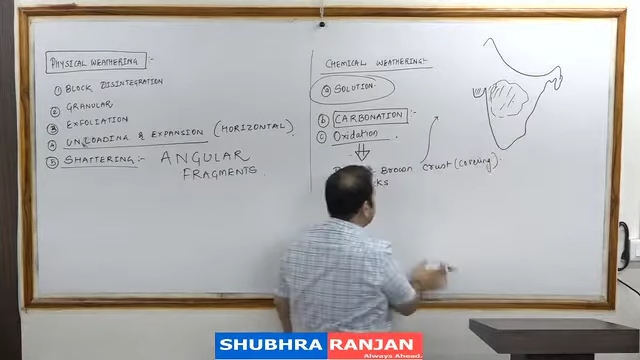 PHYSICAL WEATHERING
① BLOCK DISINTEGRATION
② GRANULAR
③ EXFOLIATION
④ UNLOADING & EXPANSION (HORIZONTAL)
⑤ SHATTERING :- ANGULAR
FRAGMENTS.
CHEMICAL WEATHERING:-
ⓐ SOLUTION.
ⓑ CARBONATION :-
ⓒ Oxidation.
Brown Crust (covering):
SHUBHRA RANJAN
Always Ahead.